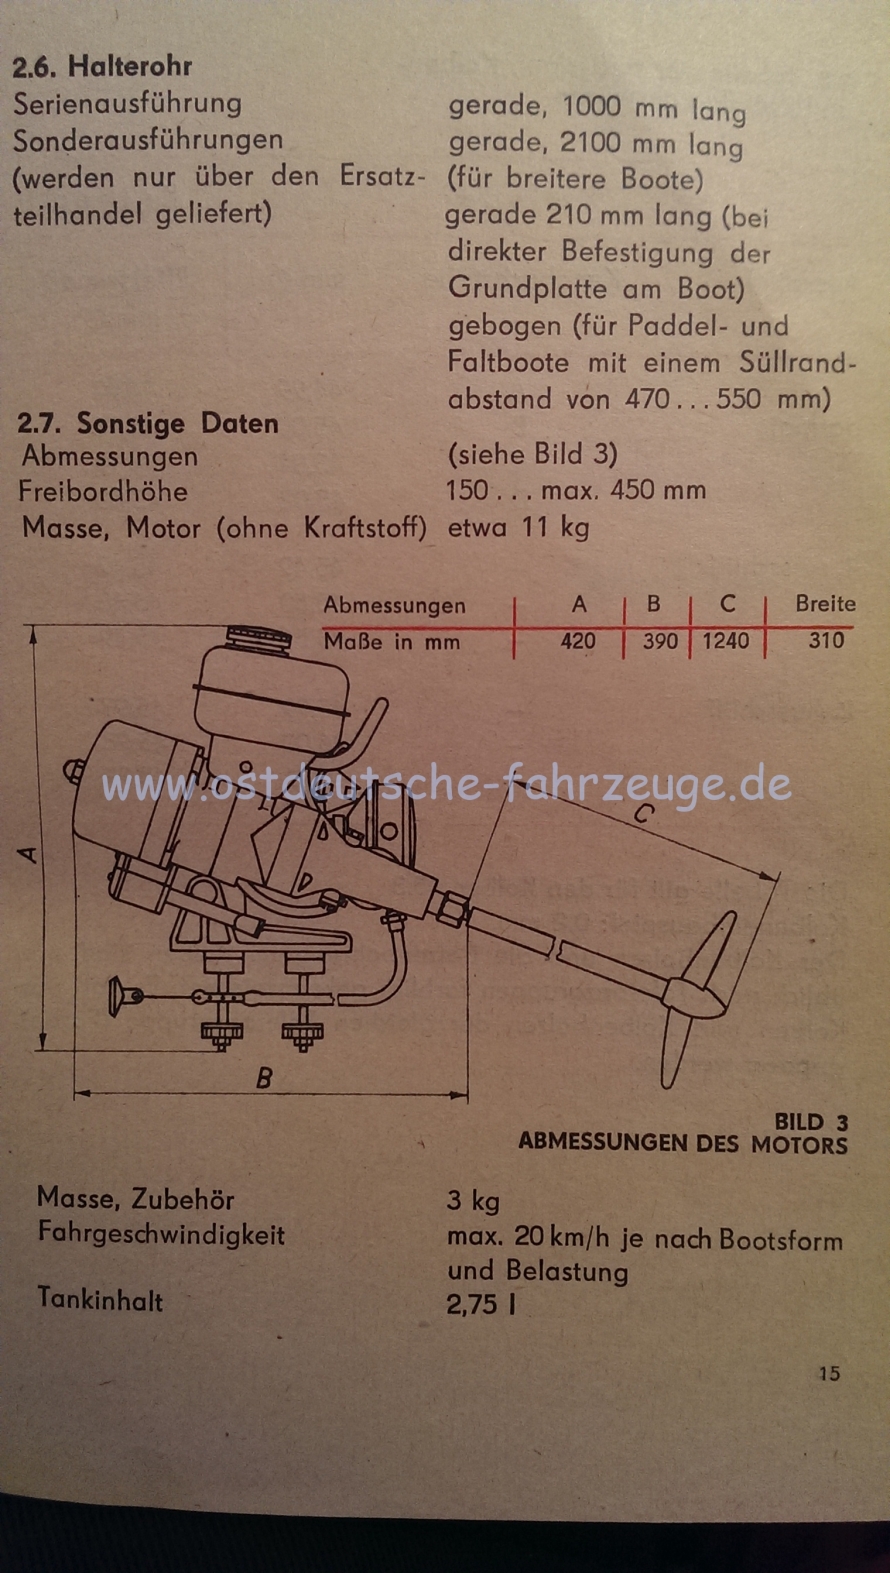 2.6. Halterohr
Serienausführung gerade, 1000 mm lang
Sonderausführungen gerade, 2100 mm lang
(werden nur über den Ersatz- (für breitere Boote)
teilhandel geliefert) gerade 210 mm lang (bei
direkter Befestigung der
Grundplatte am Boot)
gebogen (für Paddel- und
Faltboote mit einem Süllrand-
abstand von 470...550 mm)
2.7. Sonstige Daten
Abmessungen (siehe Bild 3)
Freibordhöhe 150... max. 450 mm
Masse, Motor (ohne Kraftstoff) etwa 11 kg
Abmessungen A B C Breite
Maße in mm 420 390 1240 310
www.ostdeutsche-fahrzeuge.de
C
A
B
BILD 3
ABMESSUNGEN DES MOTORS
Masse, Zubehör 3 kg
Fahrgeschwindigkeit max. 20 km/h je nach Bootsform
und Belastung
Tankinhalt 2,75 l
15